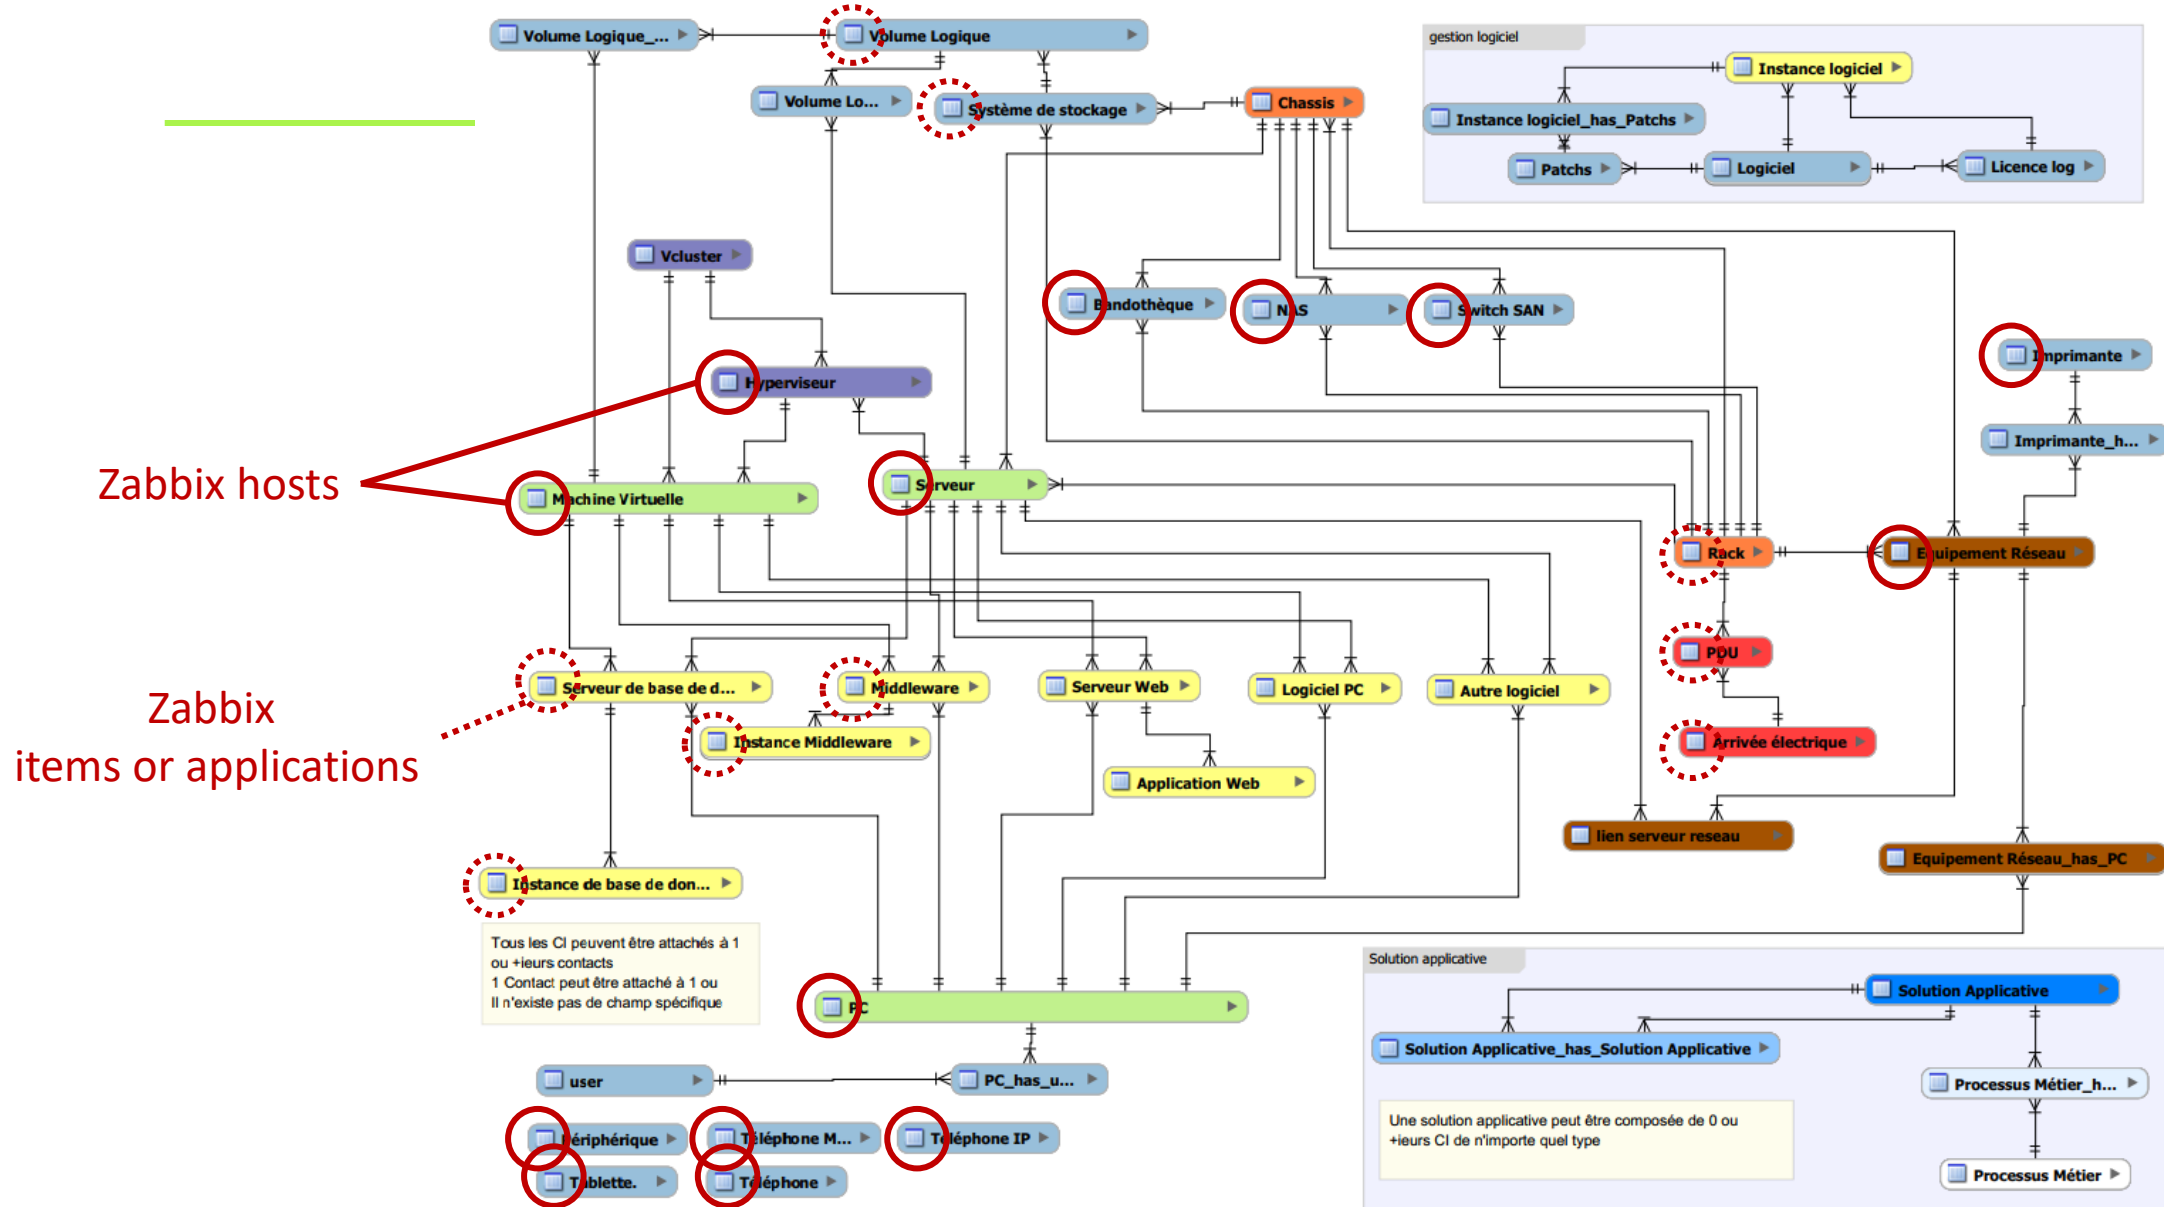 Volume Logique_...
Volume Logique
gestion logiciel
Instance logiciel
Volume Lo...
Système de stockage
Chassis
Instance logiciel_has_Patchs
Patchs
Logiciel
Licence log
Vcluster
Bandothèque
NAS
Switch SAN
Imprimante
Hyperviseur
Imprimante_h...
Zabbix hosts
Machine Virtuelle
Serveur
Rack
Equipement Réseau
PDU
Serveur de base de d...
Middleware
Serveur Web
Logiciel PC
Autre logiciel
Zabbix
items or applications
Instance Middleware
Arrivée électrique
Application Web
lien serveur reseau
Equipement Réseau_has_PC
Instance de base de don...
Tous les CI peuvent être attachés à 1
ou +ieurs contacts
1 Contact peut être attaché à 1 ou
Il n'existe pas de champ spécifique
Solution applicative
Solution Applicative
PC
Solution Applicative_has_Solution Applicative
user
PC_has_u...
Processus Métier_h...
Une solution applicative peut être composée de 0 ou
+ieurs CI de n'importe quel type
Périphérique
Téléphone M...
Téléphone IP
Tablette.
Téléphone
Processus Métier